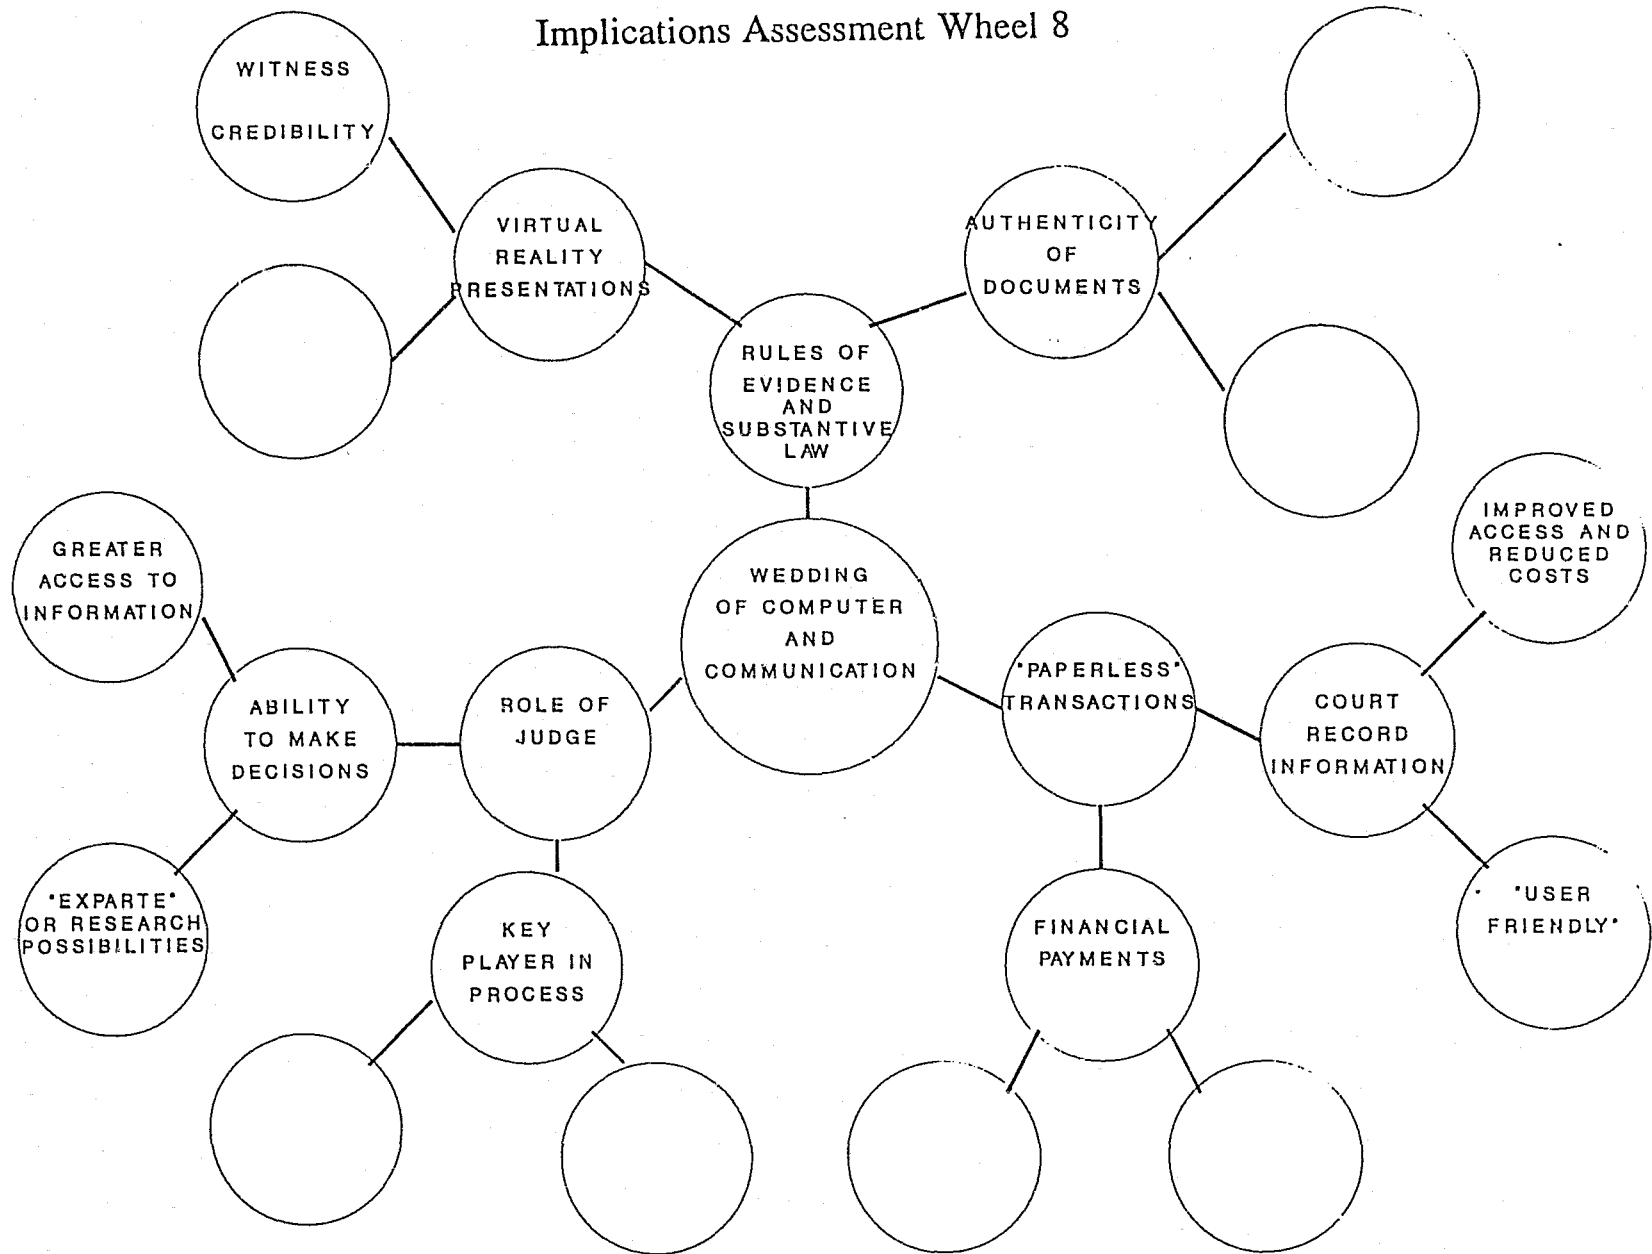 Implications Assessment Wheel 8
WITNESS
CREDIBILITY
VIRTUAL
REALITY
PRESENTATIONS
AUTHENTICITY
OF
DOCUMENTS
RULES OF
EVIDENCE
AND
SUBSTANTIVE
LAW
GREATER
ACCESS TO
INFORMATION
WEDDING
OF COMPUTER
AND
COMMUNICATION
IMPROVED
ACCESS AND
REDUCED
COSTS
ABILITY
TO MAKE
DECISIONS
ROLE OF
JUDGE
"PAPERLESS"
TRANSACTIONS
COURT
RECORD
INFORMATION
"EXPARTE"
OR RESEARCH
POSSIBILITIES
KEY
PLAYER IN
PROCESS
FINANCIAL
PAYMENTS
"USER
FRIENDLY"